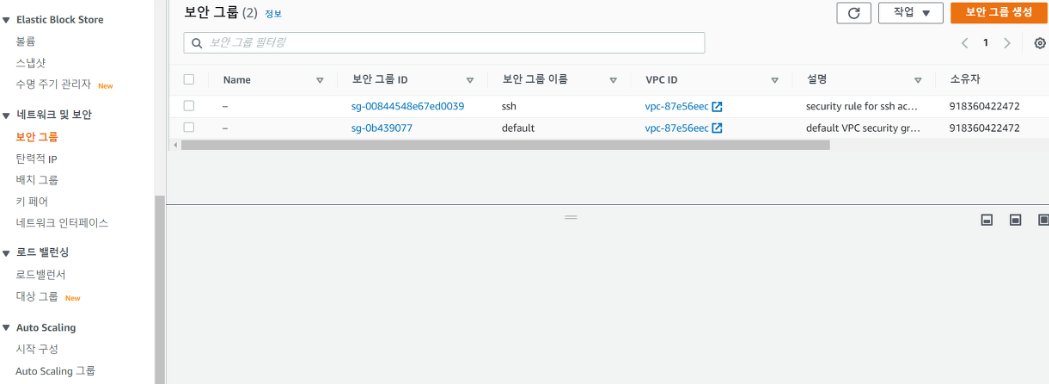 Elastic Block Store
볼륨
스냅샷
수명 주기 관리자 New
네트워크 및 보안
보안 그룹
탄력적 IP
배치 그룹
키 페어
네트워크 인터페이스
로드 밸런싱
로드밸런서
대상 그룹 New
Auto Scaling
시작 구성
Auto Scaling 그룹
보안 그룹 (2) 정보
작업
보안 그룹 생성
보안 그룹 필터링
1
Name 보안 그룹 ID 보안 그룹 이름 VPC ID 설명 소유자
– sg-00844548e67ed0039 ssh vpc-87e56eec security rule for ssh ac... 918360422472
– sg-0b439077 default vpc-87e56eec default VPC security gr... 918360422472